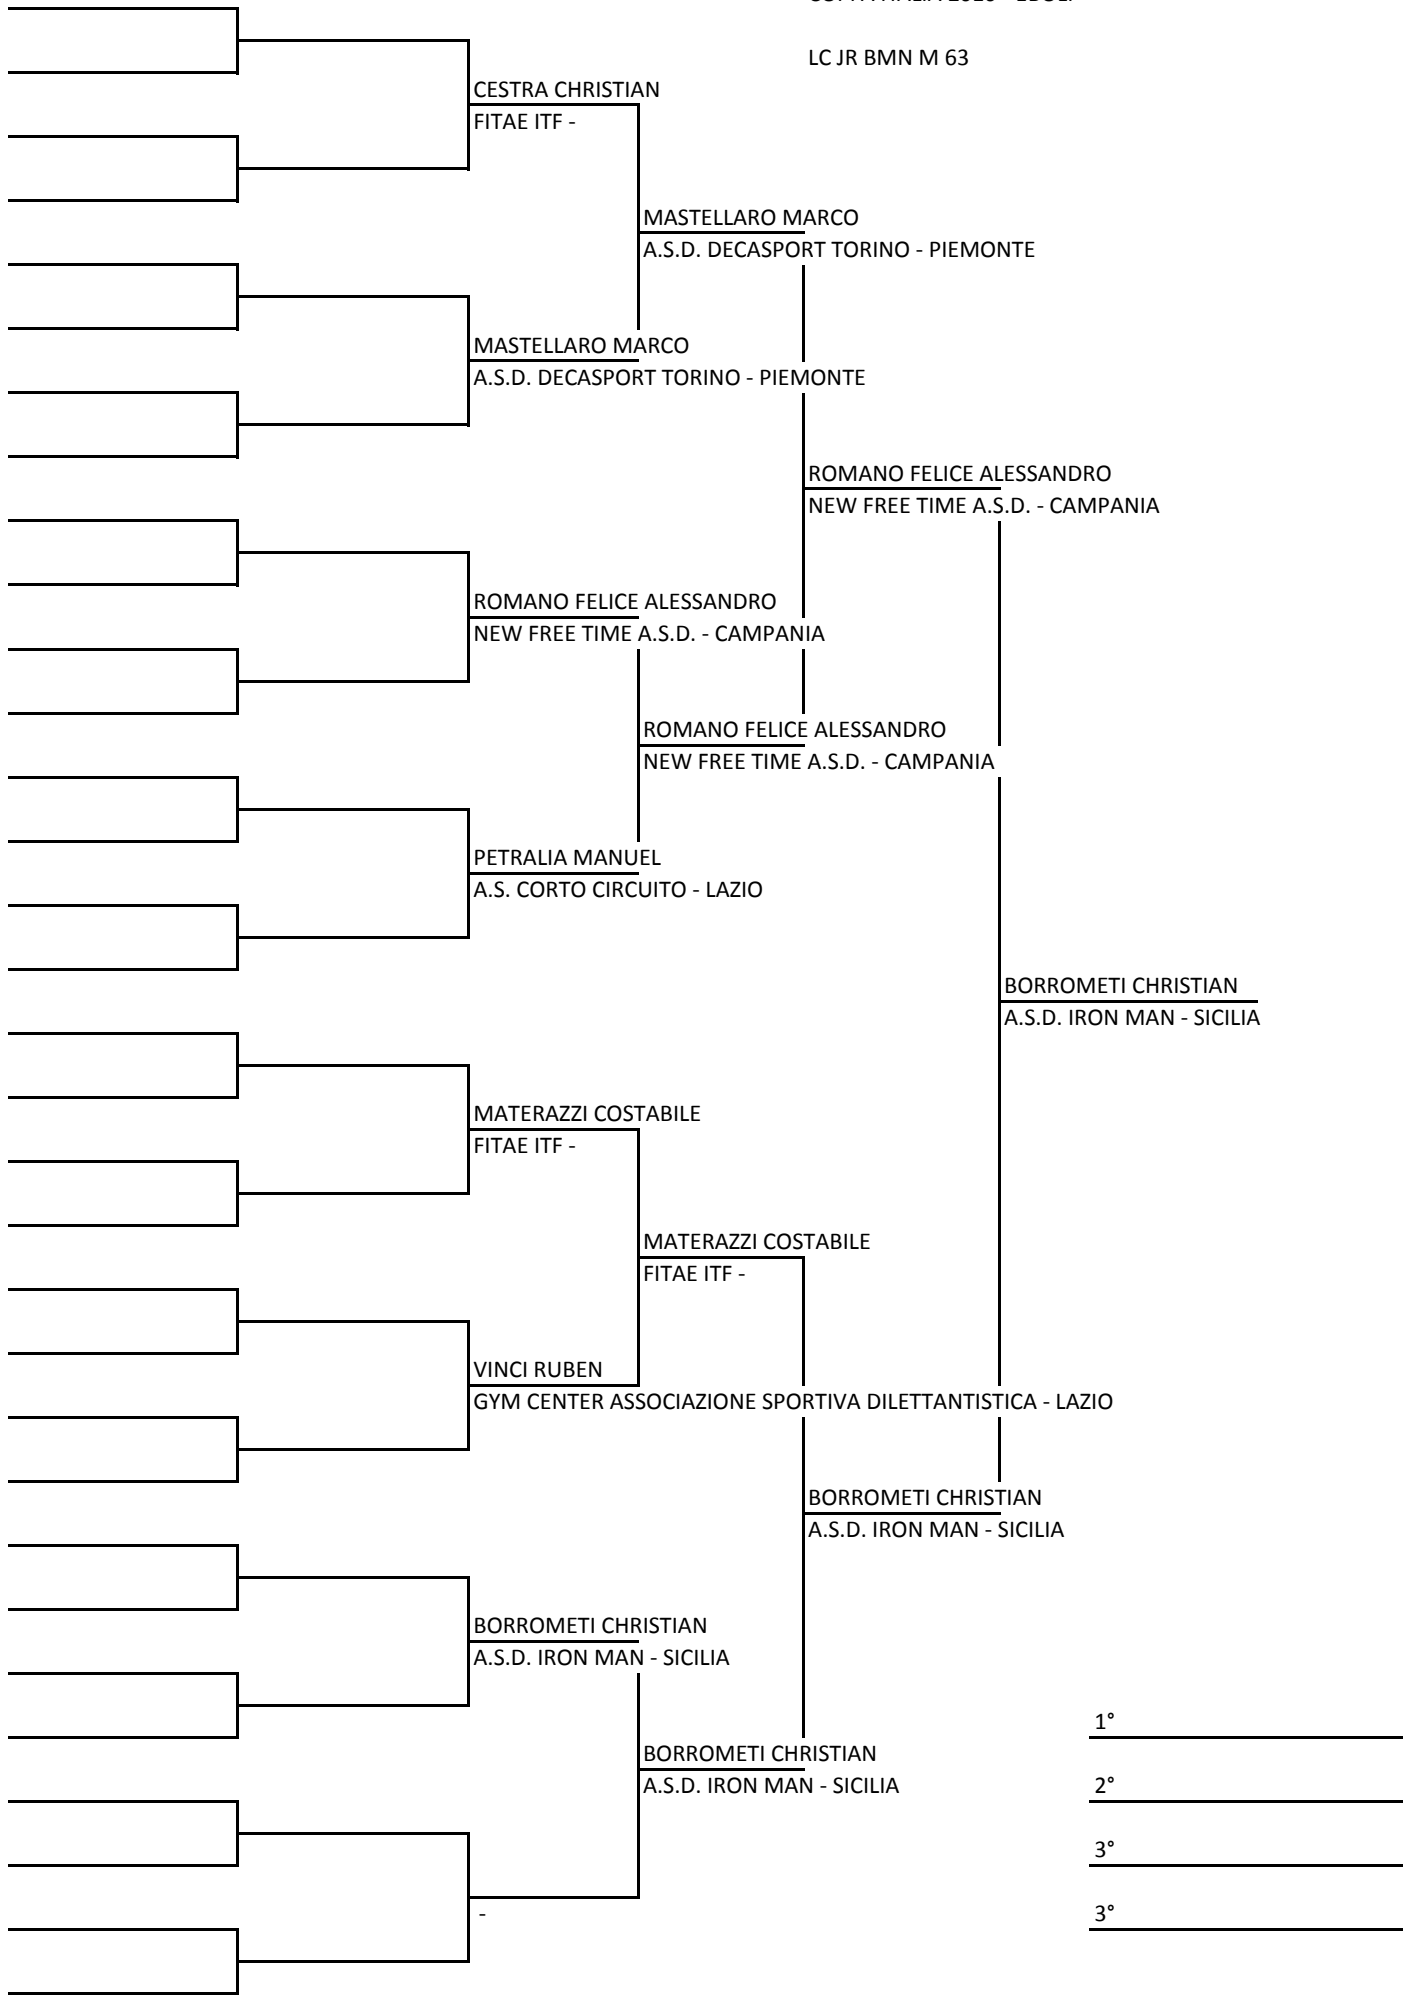 LC JR BMN M 63
CESTRA CHRISTIAN
FITAE ITF -
MASTELLARO MARCO
A.S.D. DECASPORT TORINO - PIEMONTE
MASTELLARO MARCO
A.S.D. DECASPORT TORINO - PIEMONTE
ROMANO FELICE ALESSANDRO
NEW FREE TIME A.S.D. - CAMPANIA
ROMANO FELICE ALESSANDRO
NEW FREE TIME A.S.D. - CAMPANIA
ROMANO FELICE ALESSANDRO
NEW FREE TIME A.S.D. - CAMPANIA
PETRALIA MANUEL
A.S. CORTO CIRCUITO - LAZIO
BORROMETI CHRISTIAN
A.S.D. IRON MAN - SICILIA
MATERAZZI COSTABILE
FITAE ITF -
MATERAZZI COSTABILE
FITAE ITF -
VINCI RUBEN
GYM CENTER ASSOCIAZIONE SPORTIVA DILETTANTISTICA - LAZIO
BORROMETI CHRISTIAN
A.S.D. IRON MAN - SICILIA
BORROMETI CHRISTIAN
A.S.D. IRON MAN - SICILIA
1°
BORROMETI CHRISTIAN
A.S.D. IRON MAN - SICILIA
2°
3°
-
3°